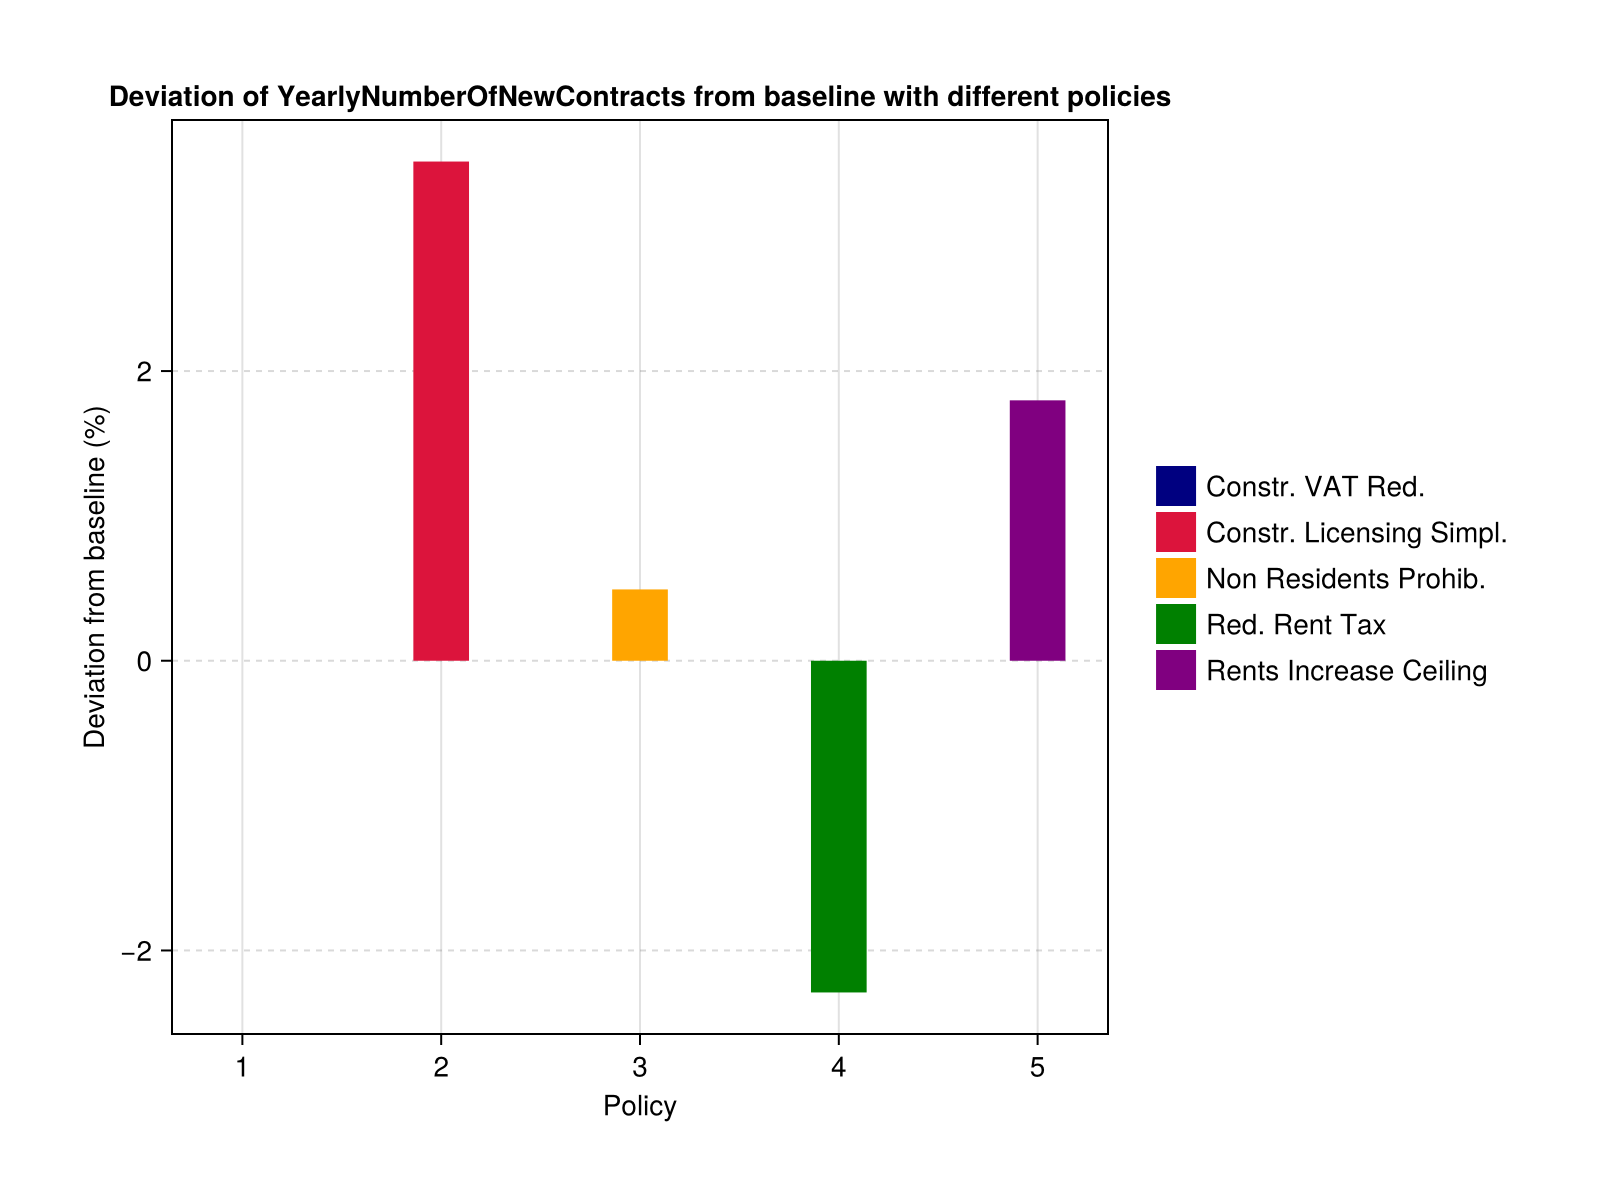 Deviation of YearlyNumberOfNewContracts from baseline with different policies
Deviation from baseline (%)
2
0
−2
1 2 3 4 5
Policy
Constr. VAT Red.
Constr. Licensing Simpl.
Non Residents Prohib.
Red. Rent Tax
Rents Increase Ceiling